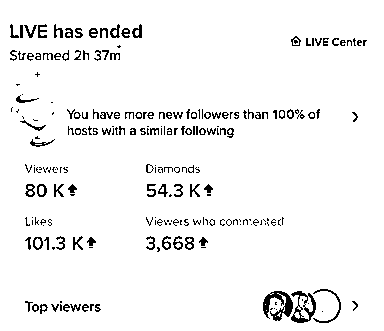 LIVE has ended
LIVE Center
Streamed 2h 37m
You have more new followers than 100% of
hosts with a similar following
Viewers
Diamonds
80 K
54.3 K
Likes
Viewers who commented
101.3 K
3,668
Top viewers